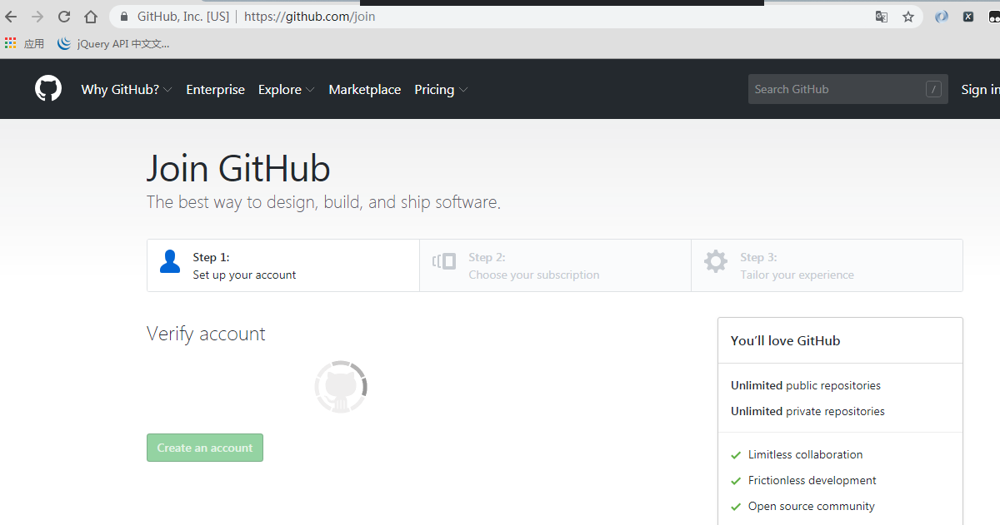 GitHub, Inc. [US] | https://github.com/join
应用 jQuery API 中文文...
Why GitHub? Enterprise Explore Marketplace Pricing Search GitHub / Sign in
Join GitHub
The best way to design, build, and ship software.
Step 1:
Set up your account
Step 2:
Choose your subscription
Step 3:
Tailor your experience
Verify account
Create an account
You'll love GitHub
Unlimited public repositories
Unlimited private repositories
Limitless collaboration
Frictionless development
Open source community